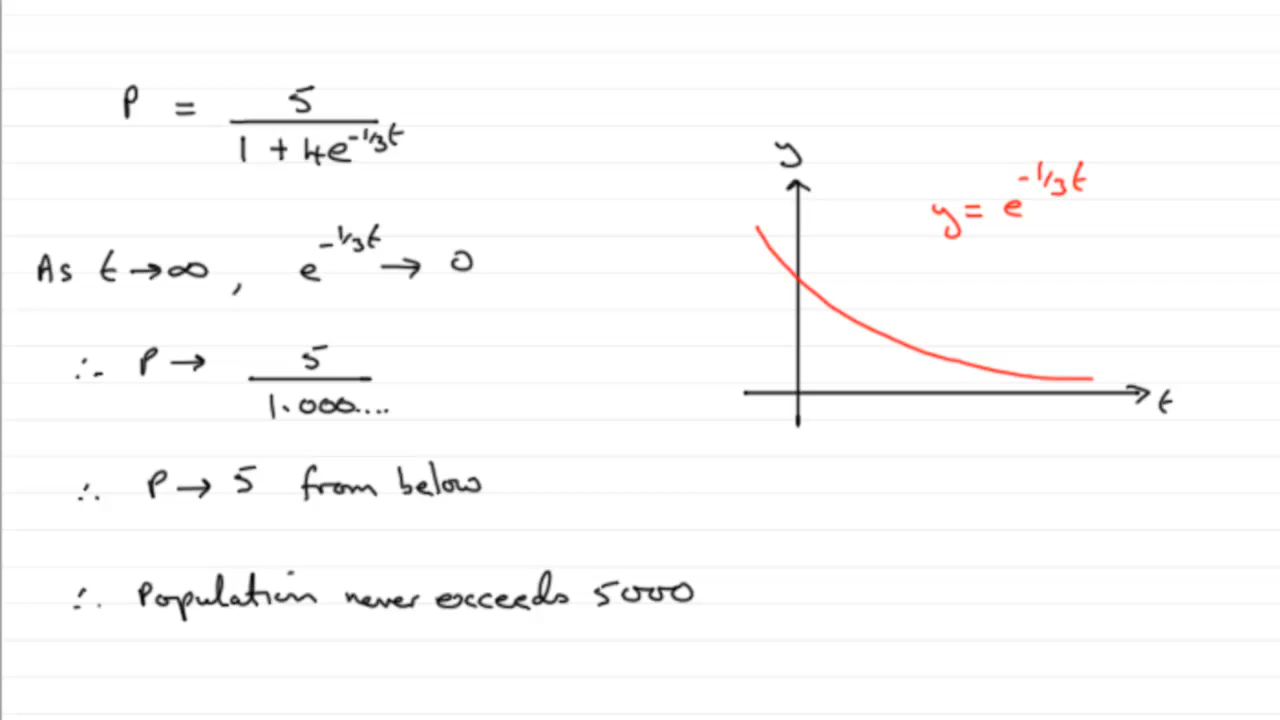 P = 5 / (1 + 4e^(-1/3t))
As t → ∞, e^(-1/3t) → 0
∴ P → 5 / 1.000....
∴ P → 5 from below
∴ Population never exceeds 5000
y
y = e^(-1/3t)
t